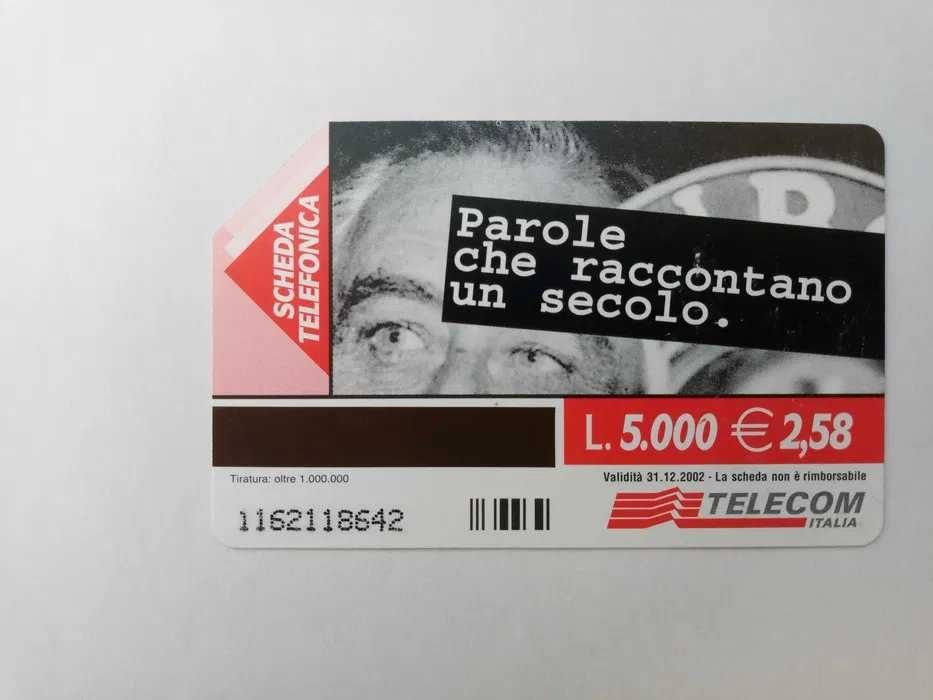 SCHEDA
TELEFONICA
Parole
che raccontano
un secolo.
L. 5.000 € 2,58
Tiratura: oltre 1.000.000
Validità 31.12.2002 - La scheda non è rimborsabile
1162118642
TELECOM
ITALIA